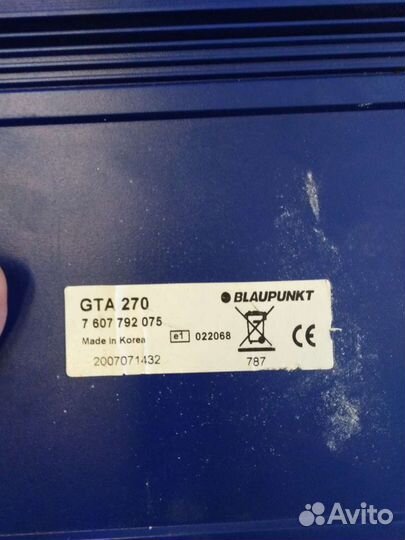 GTA 270
BLAUPUNKT
7 607 792 075
Made in Korea
e1 022068
CE
2007071432
787
Avito